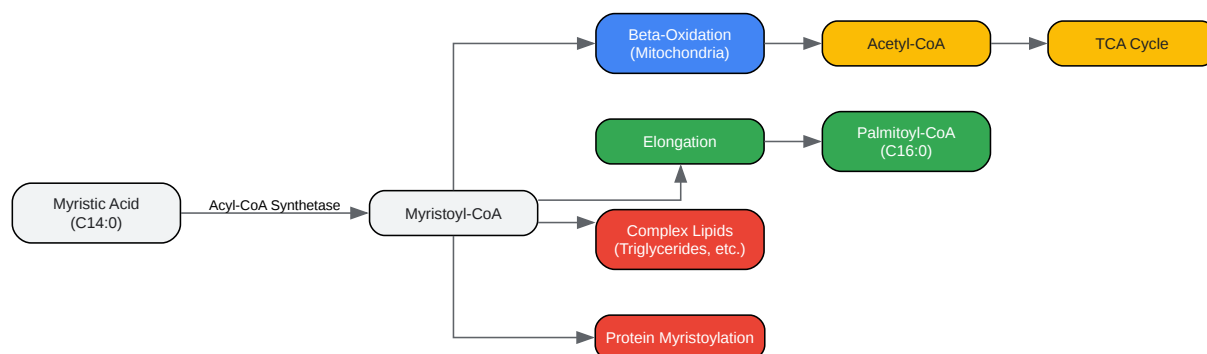 Myristic Acid
(C14:0)
Acyl-CoA Synthetase
Myristoyl-CoA
Beta-Oxidation
(Mitochondria)
Acetyl-CoA
TCA Cycle
Elongation
Palmitoyl-CoA
(C16:0)
Complex Lipids
(Triglycerides, etc.)
Protein Myristoylation